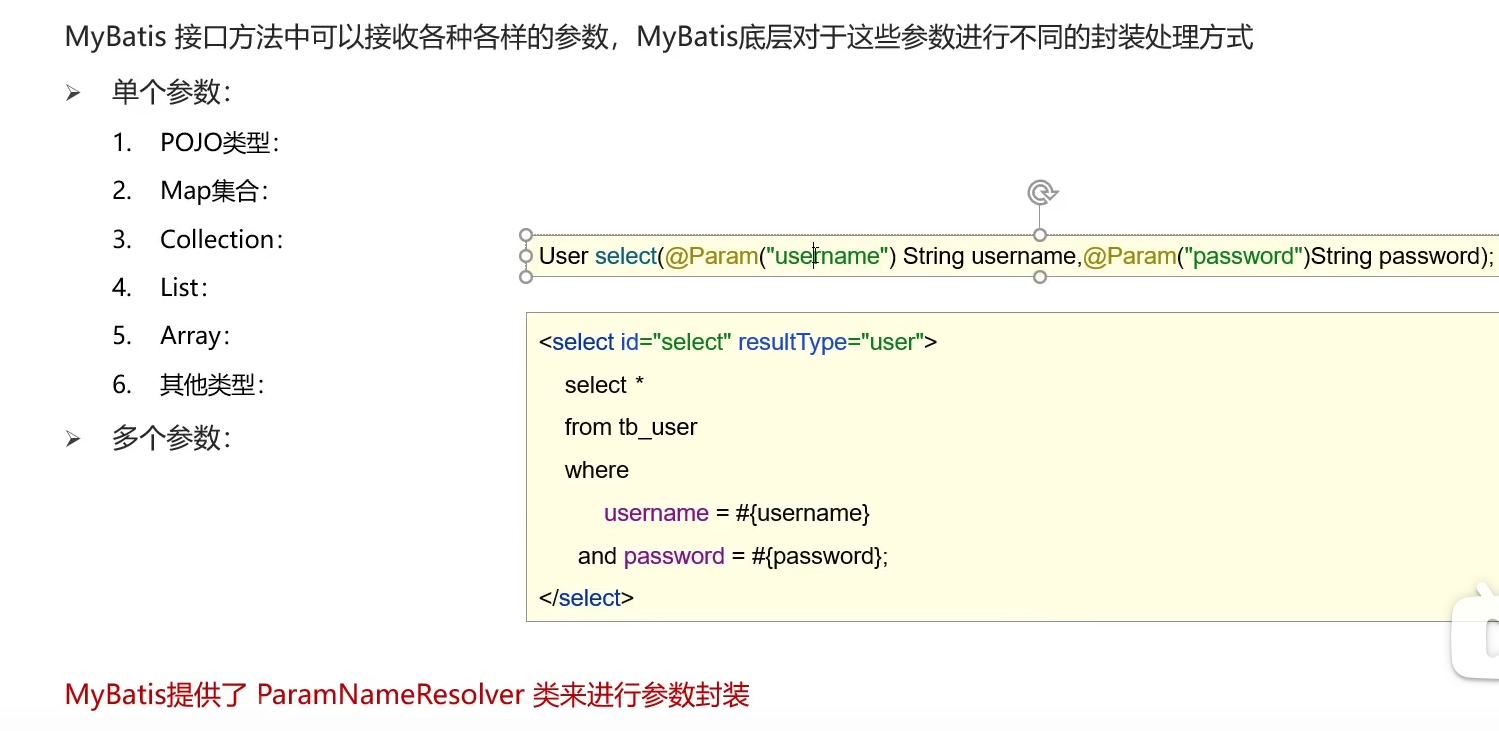 MyBatis 接口方法中可以接收各种各样的参数，MyBatis底层对于这些参数进行不同的封装处理方式
➢ 单个参数：
1. POJO类型：
2. Map集合：
3. Collection：
4. List：
5. Array：
6. 其他类型：
➢ 多个参数：
User select(@Param("username") String username,@Param("password")String password);
<select id="select" resultType="user">
select *
from tb_user
where
username = #{username}
and password = #{password};
</select>
MyBatis提供了 ParamNameResolver 类来进行参数封装